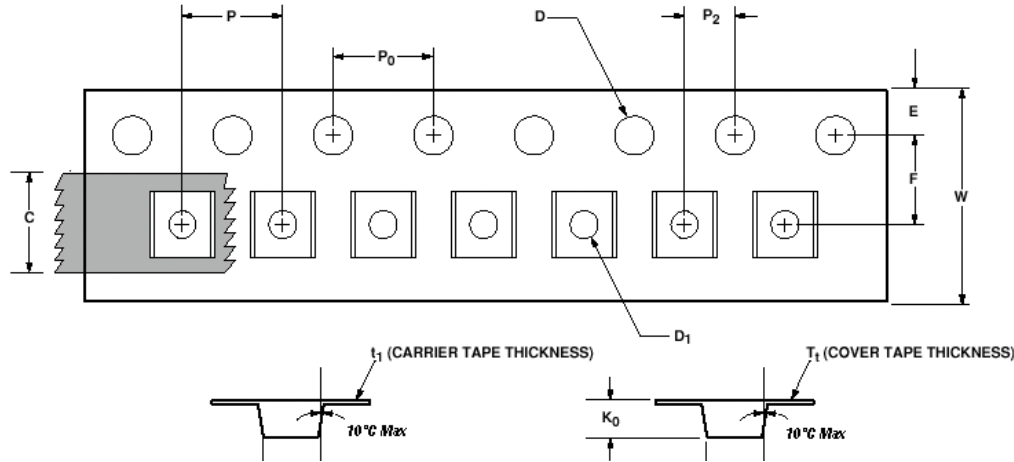 P
P0
D
P2
E
F
W
C
D1
t1 (CARRIER TAPE THICKNESS)
Tt (COVER TAPE THICKNESS)
K0
10°C Max
10°C Max